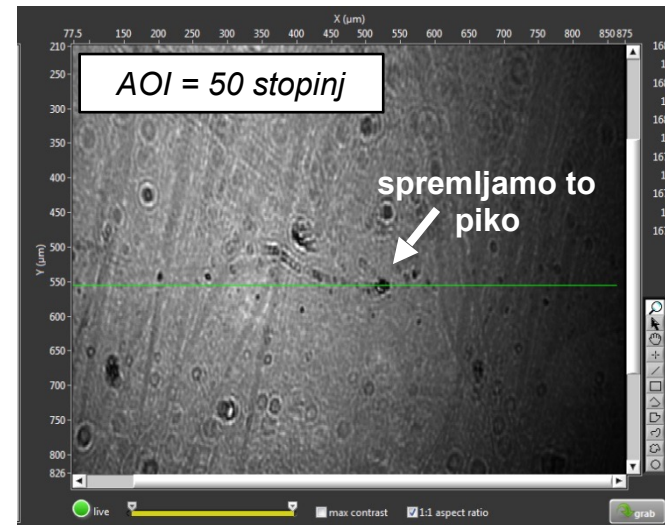 X (µm)
77.5 150 200 250 300 350 400 450 500 550 600 650 700 750 800 850 875
210
250
300
350
400
450
500
550
600
650
700
750
800
826
Y (µm)
AOI = 50 stopinj
spremljamo to
piko
live
max contrast
1:1 aspect ratio
grab